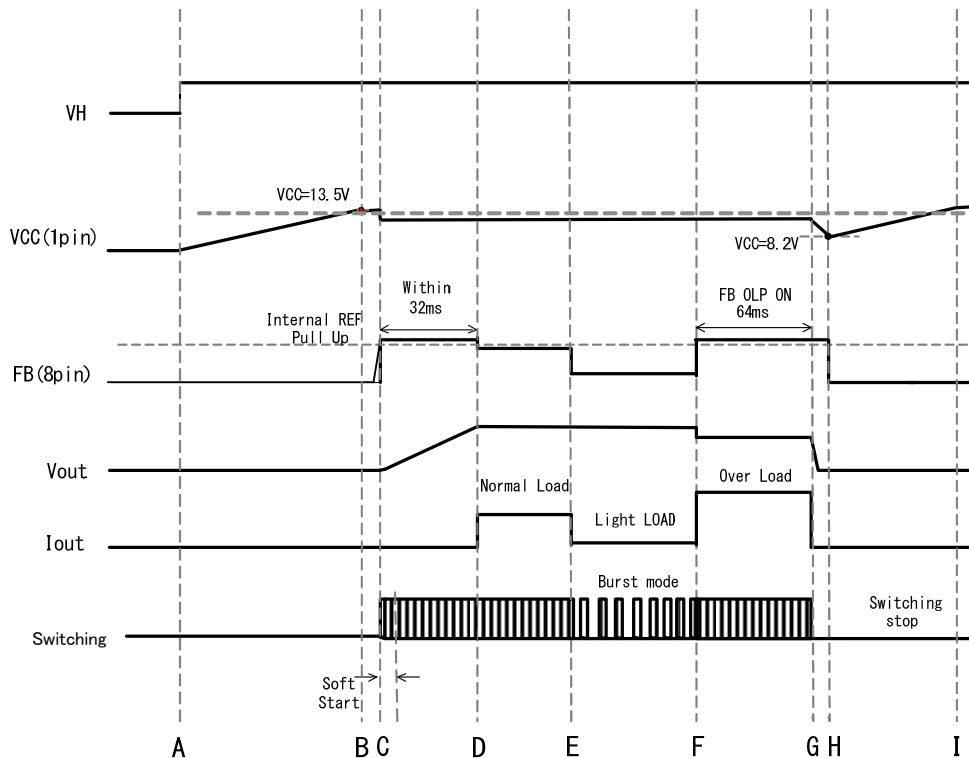 VH
VCC=13.5V
VCC(1pin)
VCC=8.2V
Within
32ms
FB OLP ON
64ms
Internal REF
Pull Up
FB(8pin)
Vout
Normal Load
Over Load
Light LOAD
Iout
Burst mode
Switching
stop
Switching
Soft
Start
A B C D E F G H I